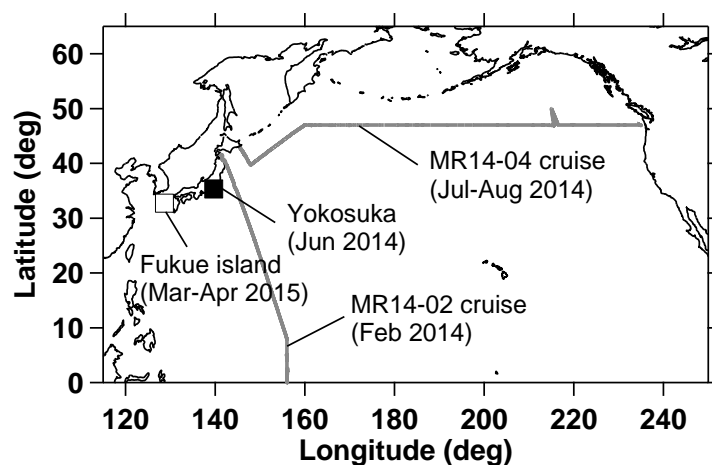 60
50
40
30
20
10
0
Latitude (deg)
MR14-04 cruise
(Jul-Aug 2014)
Yokosuka
(Jun 2014)
Fukue island
(Mar-Apr 2015)
MR14-02 cruise
(Feb 2014)
120 140 160 180 200 220 240
Longitude (deg)